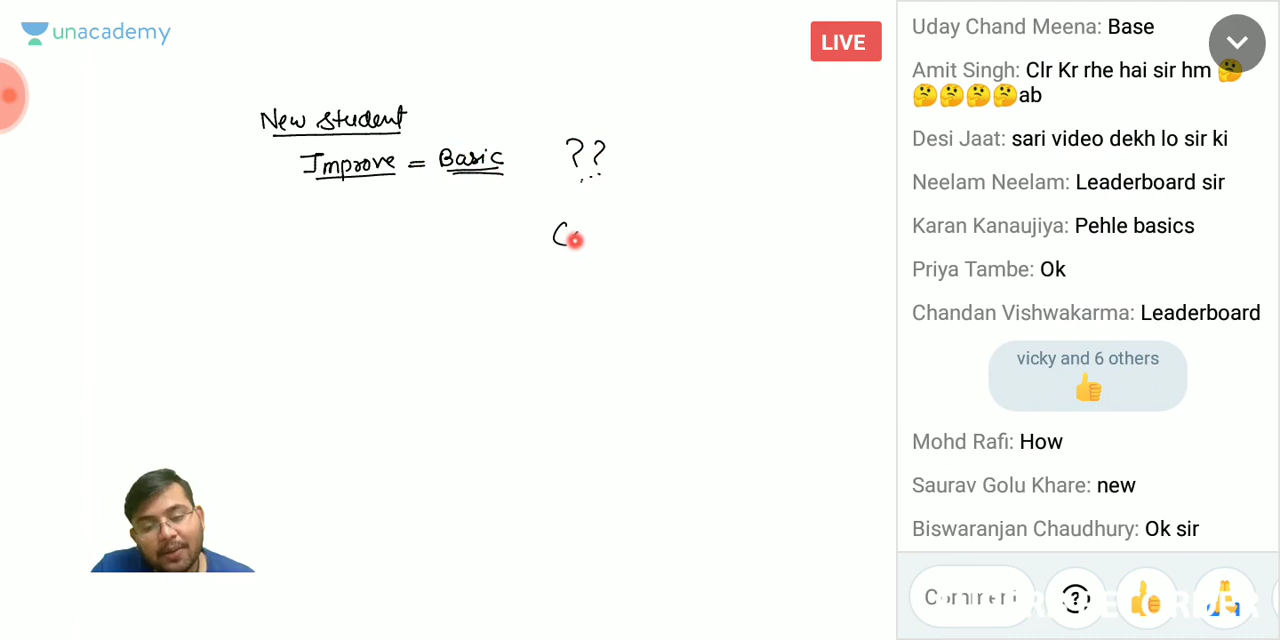 unacademy
LIVE
New Student
Improve = Basic ??
C
Uday Chand Meena: Base
Amit Singh: Clr Kr rhe hai sir hm 🤔
🤔🤔🤔🤔ab
Desi Jaat: sari video dekh lo sir ki
Neelam Neelam: Leaderboard sir
Karan Kanaujiya: Pehle basics
Priya Tambe: Ok
Chandan Vishwakarma: Leaderboard
vicky and 6 others
👍
Mohd Rafi: How
Saurav Golu Khare: new
Biswaranjan Chaudhury: Ok sir
Comment